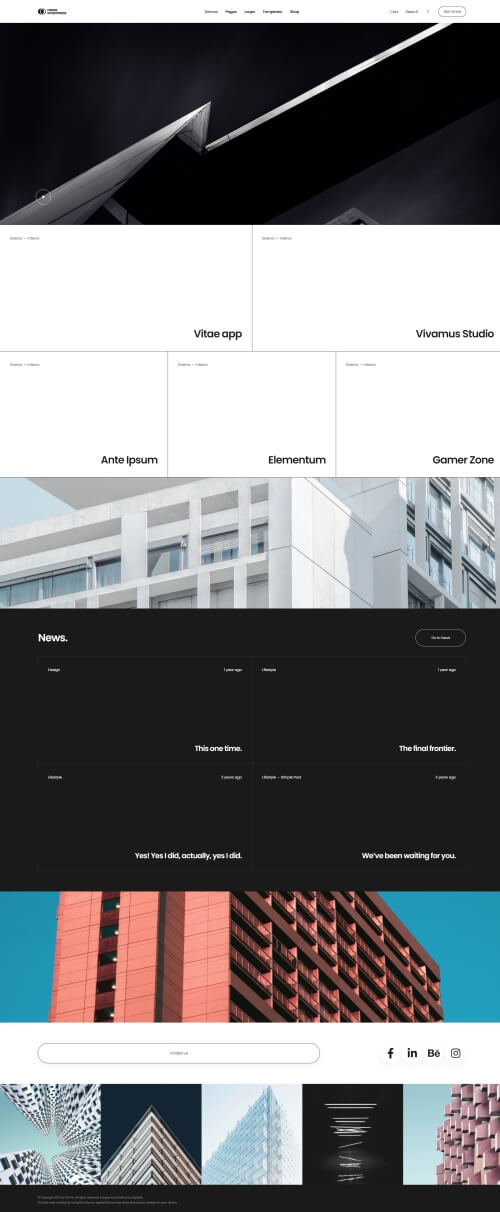 Demos Pages Loops Templates Shop
Cart Search
Exterior — Interior
Exterior — Interior
Vitae app
Vivamus Studio
Exterior — Interior
Exterior — Interior
Exterior — Interior
Ante Ipsum
Elementum
Gamer Zone
News.
Go to News
Design
1 year ago
Lifestyle
1 year ago
This one time.
The final frontier.
Lifestyle
2 years ago
Lifestyle — Simple Post
2 years ago
Yes! Yes I did, actually, yes I did.
We've been waiting for you.
Contact us
Bē